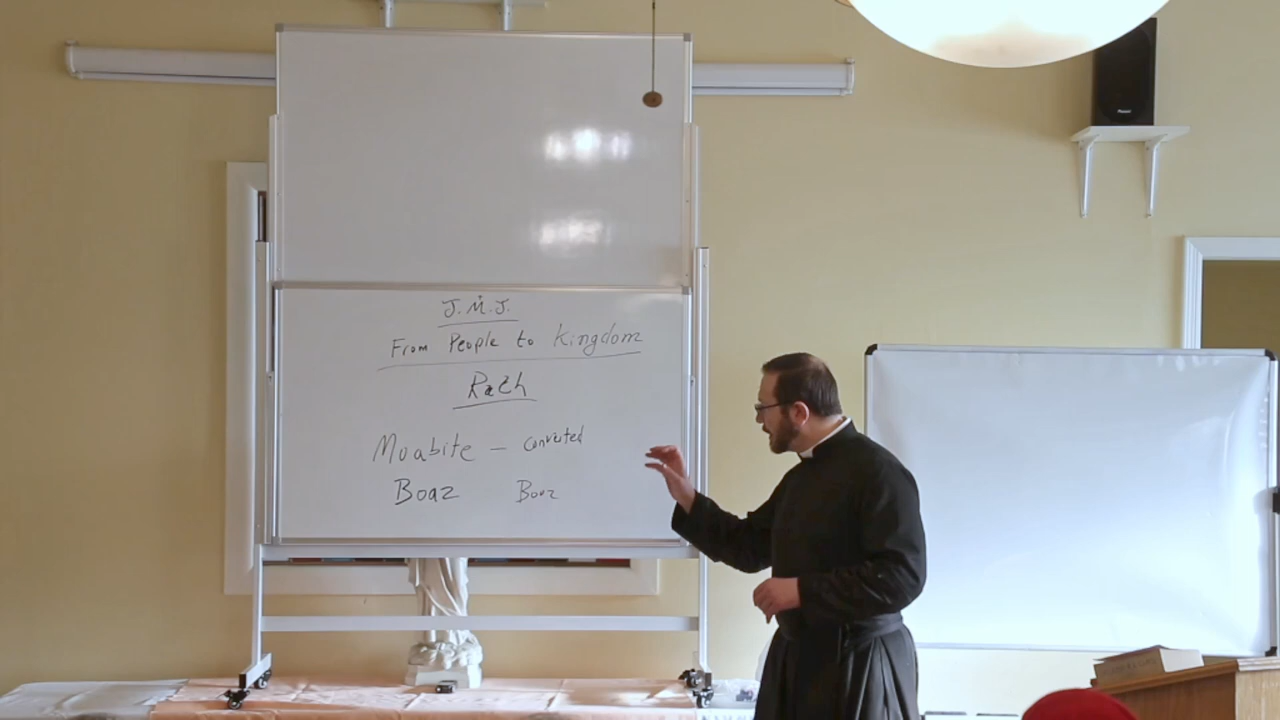 J.M.J.
From People to Kingdom
Ruth
Moabite – converted
Boaz Booz